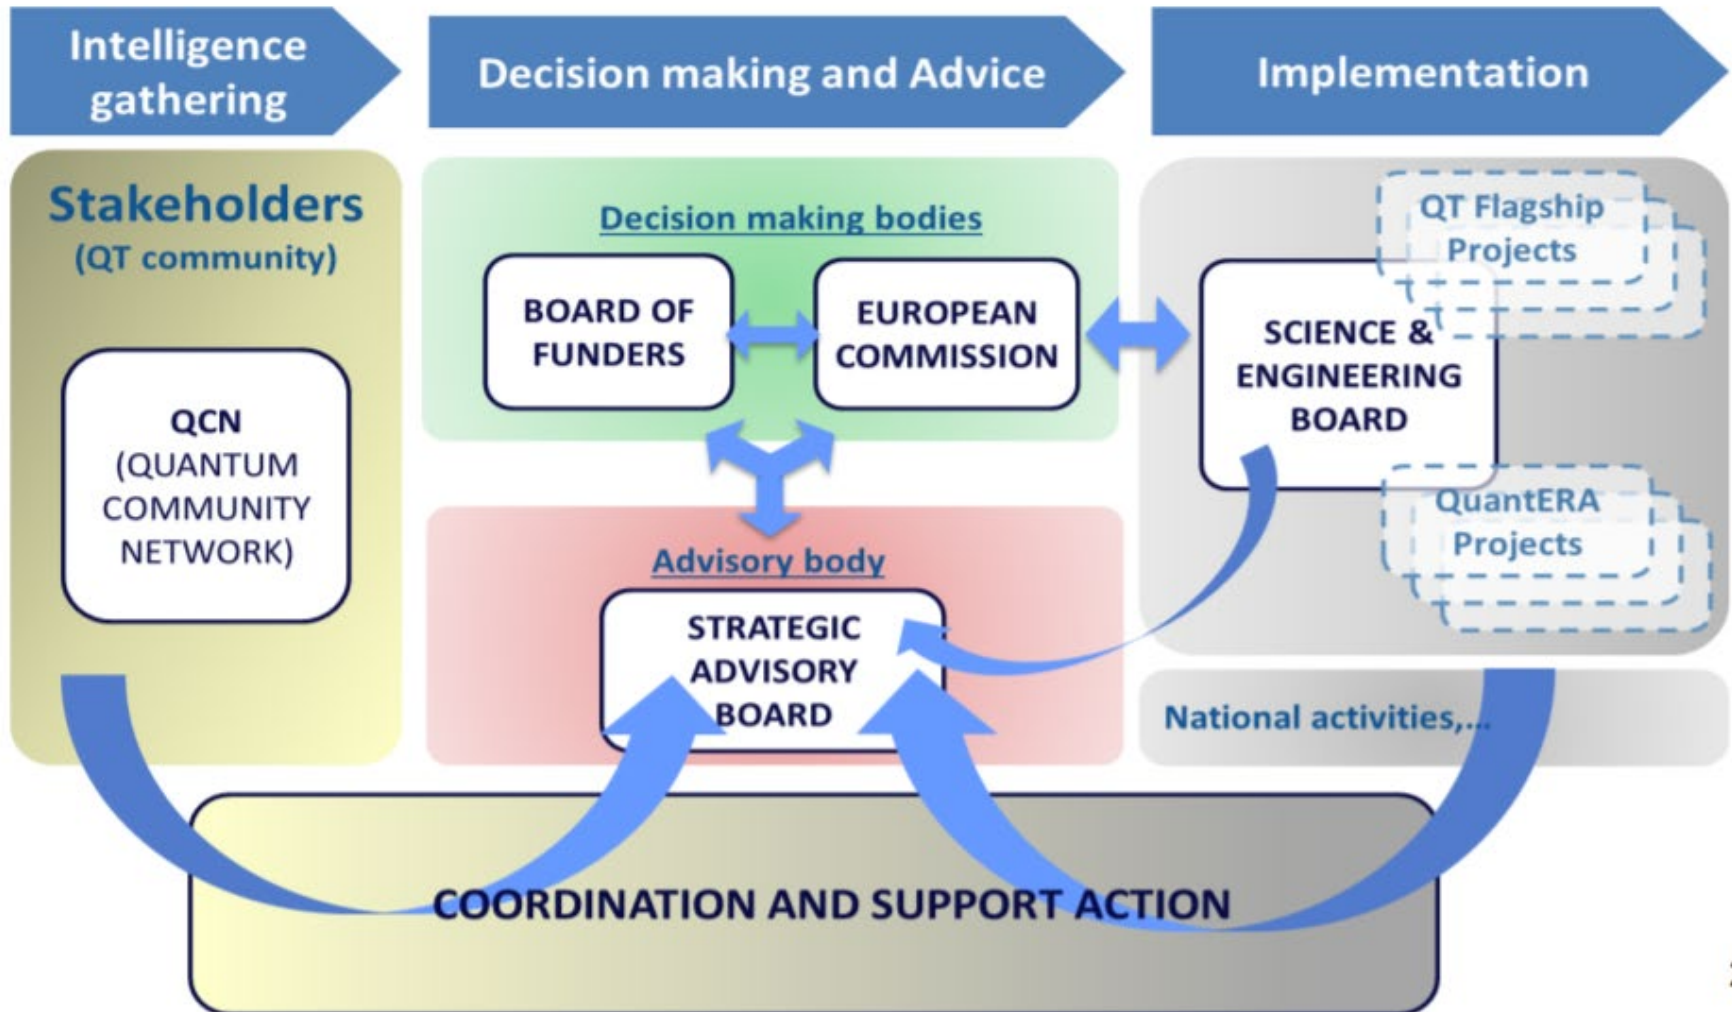 Intelligence
gathering
Decision making and Advice
Implementation
Stakeholders
(QT community)
QCN
(QUANTUM
COMMUNITY
NETWORK)
Decision making bodies
BOARD OF
FUNDERS
EUROPEAN
COMMISSION
Advisory body
STRATEGIC
ADVISORY
BOARD
QT Flagship
Projects
SCIENCE &
ENGINEERING
BOARD
QuantERA
Projects
National activities,...
COORDINATION AND SUPPORT ACTION